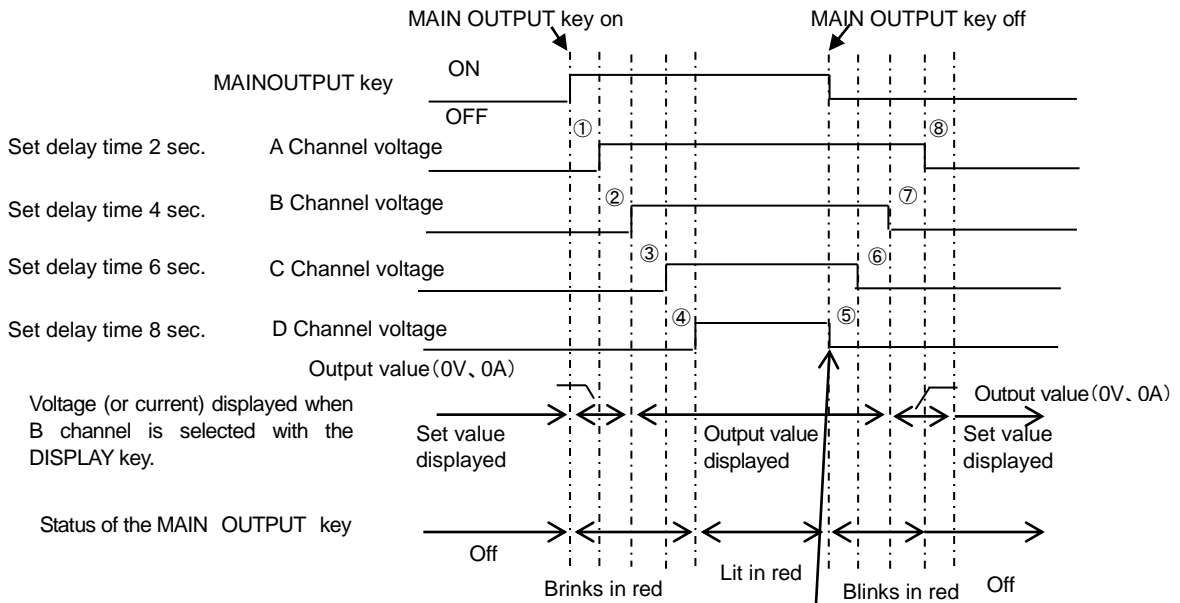 MAIN OUTPUT key on
MAIN OUTPUT key off
MAINOUTPUT key
ON
OFF
① ⑧
Set delay time 2 sec. A Channel voltage
② ⑦
Set delay time 4 sec. B Channel voltage
③ ⑥
Set delay time 6 sec. C Channel voltage
④ ⑤
Set delay time 8 sec. D Channel voltage
Output value(0V、0A)
Output value(0V、0A)
Voltage (or current) displayed when
B channel is selected with the
DISPLAY key.
Set value
displayed
Output value
displayed
Set value
displayed
Status of the MAIN OUTPUT key
Off
Brinks in red
Lit in red
Blinks in red
Off